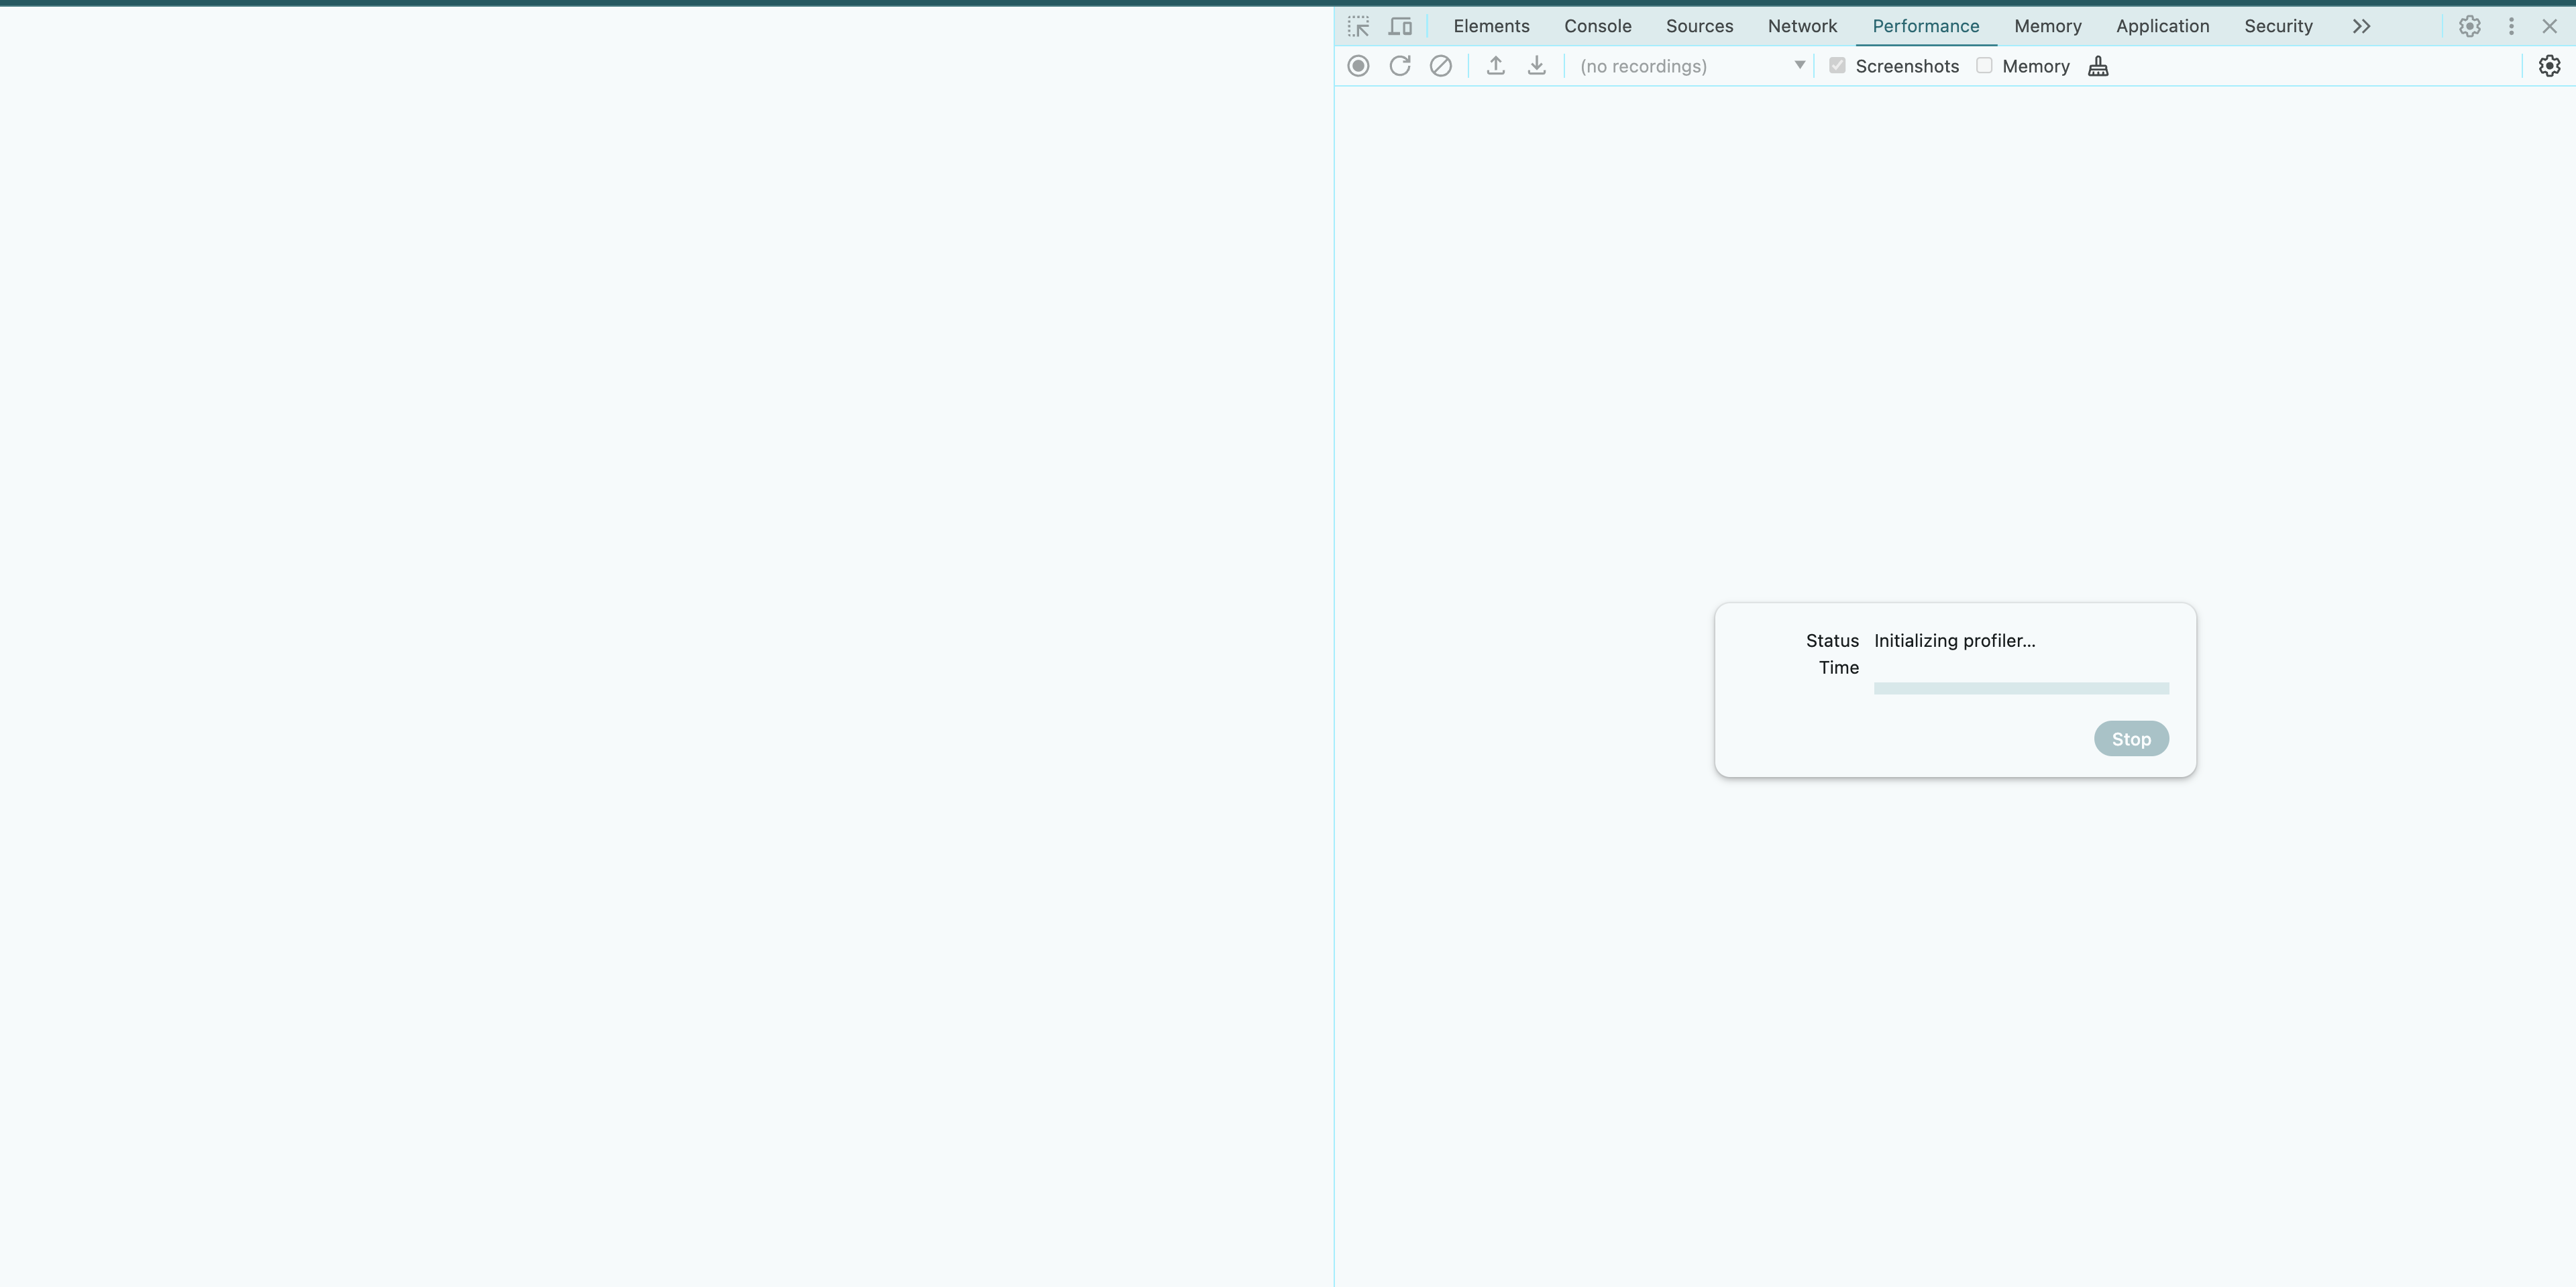 Elements Console Sources Network Performance Memory Application Security
(no recordings) Screenshots Memory
Status Initializing profiler...
Time
Stop